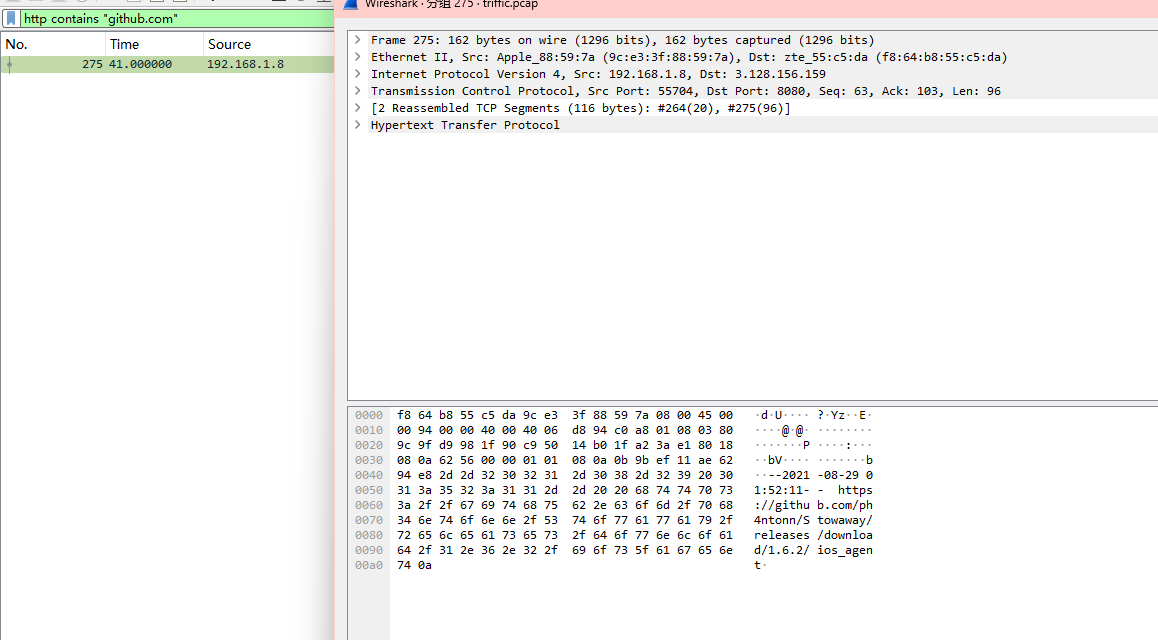 http contains "github.com"
No. Time Source
275 41.000000 192.168.1.8
Wireshark · 分组 275 · triffic.pcap
Frame 275: 162 bytes on wire (1296 bits), 162 bytes captured (1296 bits)
Ethernet II, Src: Apple_88:59:7a (9c:e3:3f:88:59:7a), Dst: zte_55:c5:da (f8:64:b8:55:c5:da)
Internet Protocol Version 4, Src: 192.168.1.8, Dst: 3.128.156.159
Transmission Control Protocol, Src Port: 55704, Dst Port: 8080, Seq: 63, Ack: 103, Len: 96
[2 Reassembled TCP Segments (116 bytes): #264(20), #275(96)]
Hypertext Transfer Protocol
0000 f8 64 b8 55 c5 da 9c e3 3f 88 59 7a 08 00 45 00 ·d·U···· ?·Yz··E·
0010 00 94 00 00 40 00 40 06 d8 94 c0 a8 01 08 03 80 ····@·@· ········
0020 9c 9f d9 98 1f 90 c9 50 14 b0 1f a2 3a e1 80 18 ·······P ····:···
0030 08 0a 62 56 00 00 01 01 08 0a 0b 9b ef 11 ae 62 ··bV···· ·······b
0040 94 e8 2d 2d 32 30 32 31 2d 30 38 2d 32 39 20 30 ··--2021 -08-29 0
0050 31 3a 35 32 3a 31 31 2d 2d 20 20 68 74 74 70 73 1:52:11- -  https
0060 3a 2f 2f 67 69 74 68 75 62 2e 63 6f 6d 2f 70 68 ://githu b.com/ph
0070 34 6e 74 6f 6e 6e 2f 53 74 6f 77 61 77 61 79 2f 4ntonn/S towaway/
0080 72 65 6c 65 61 73 65 73 2f 64 6f 77 6e 6c 6f 61 releases /downloa
0090 64 2f 31 2e 36 2e 32 2f 69 6f 73 5f 61 67 65 6e d/1.6.2/ ios_agen
00a0 74 0a t·